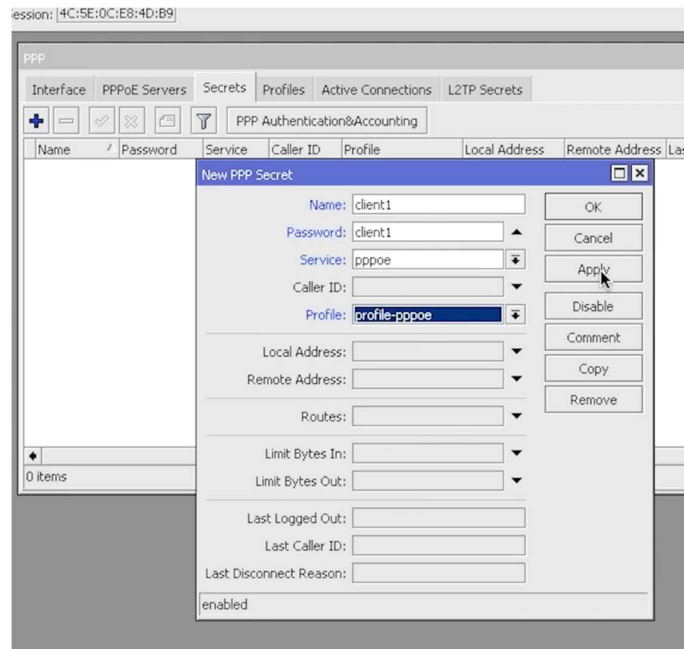 ession: 4C:5E:0C:E8:4D:B9
PPP
Interface PPPoE Servers Secrets Profiles Active Connections L2TP Secrets
PPP Authentication&Accounting
Name / Password Service Caller ID Profile Local Address Remote Address Las
New PPP Secret
Name: client1 OK
Password: client1 Cancel
Service: pppoe Apply
Caller ID:
Profile: profile-pppoe Disable
Comment
Local Address:
Copy
Remote Address:
Remove
Routes:
Limit Bytes In:
0 items
Limit Bytes Out:
Last Logged Out:
Last Caller ID:
Last Disconnect Reason:
enabled